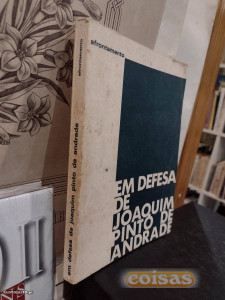 afrontamento
EM DEFESA
DE
JOAQUIM
PINTO DE
ANDRADE
em defesa de joaquim pinto de andrade
afrontamento
coisas